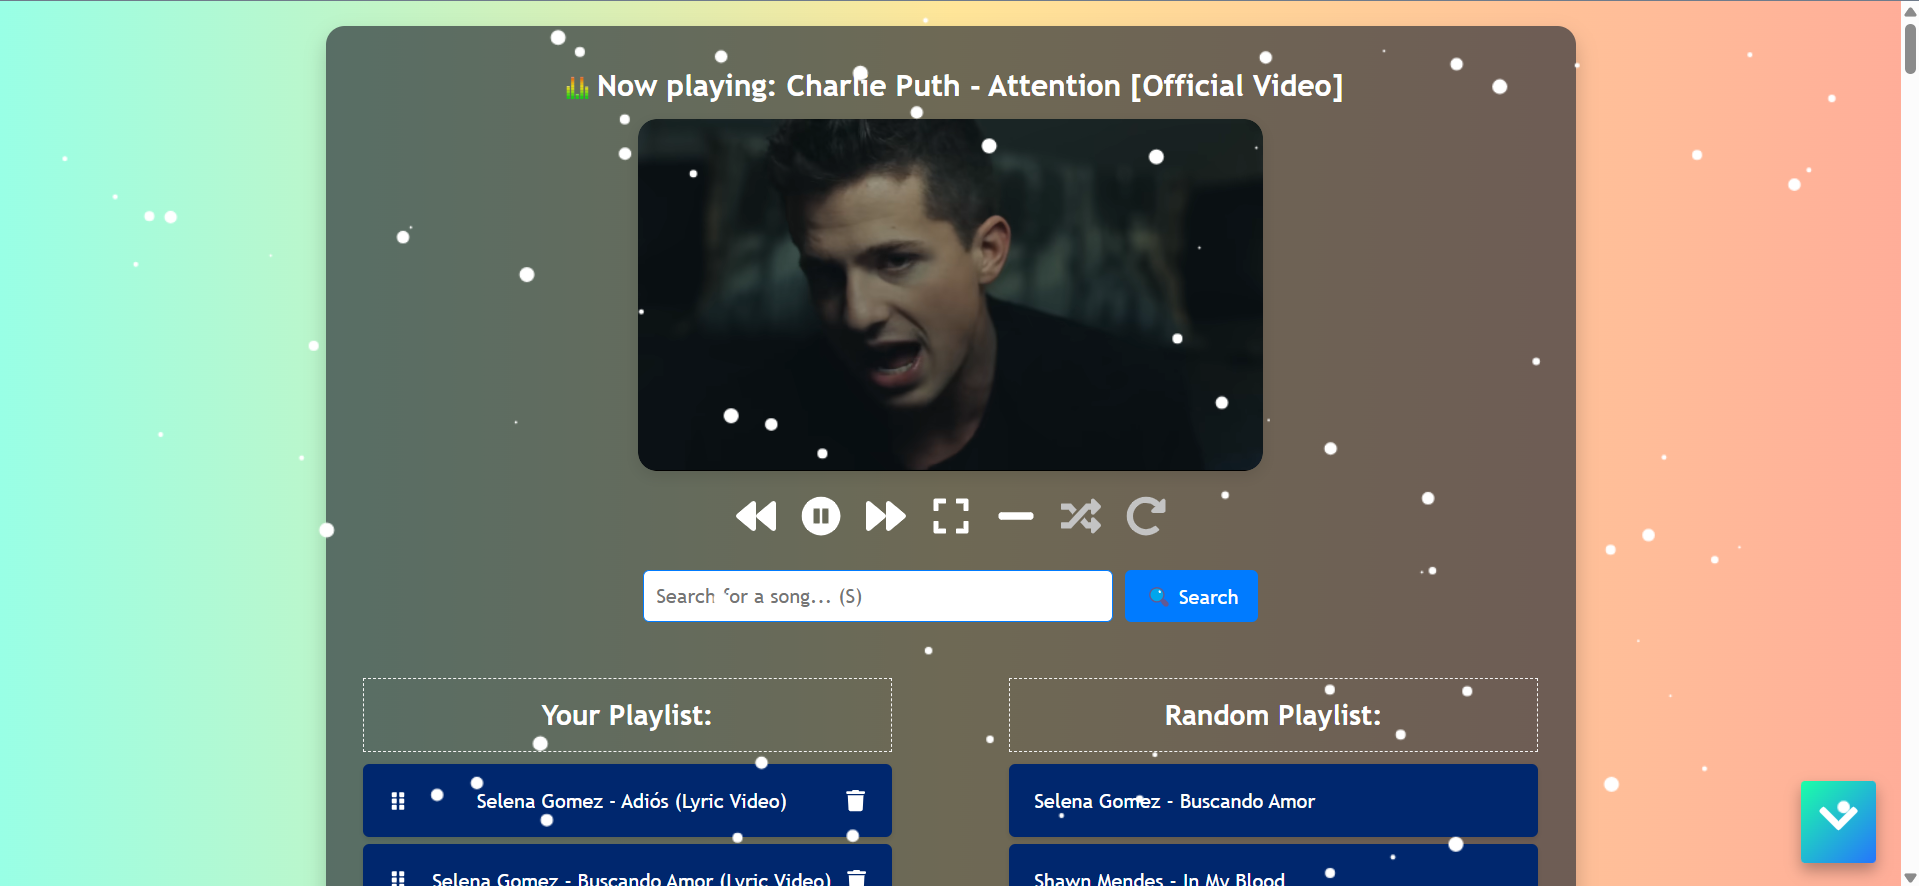 Now playing: Charlie Puth - Attention [Official Video]
Search for a song... (S)
Search
Your Playlist:
Random Playlist:
Selena Gomez - Adiós (Lyric Video)
Selena Gomez - Buscando Amor
Selena Gomez - Buscando Amor (Lyric Video)
Shawn Mendes - In My Blood